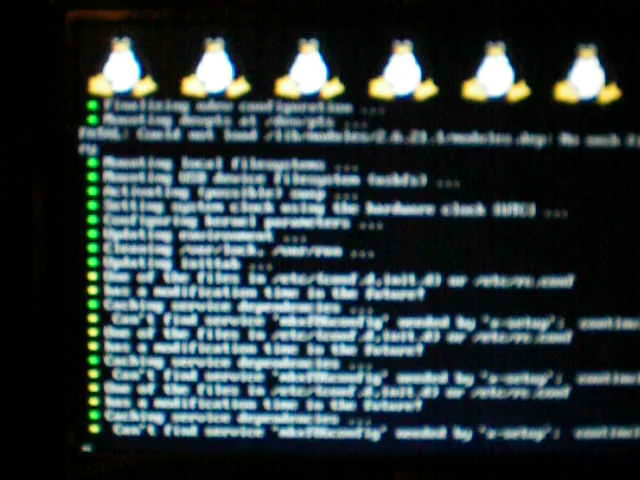 Finalizing udev configuration ...
Mounting devpts at /dev/pts ...
FATAL: Could not load /lib/modules/2.6.21.1/modules.dep: No such
ry
Mounting local filesystems ...
Mounting USB device filesystem (usbfs) ...
Activating (possible) swap ...
Setting system clock using the hardware clock [UTC] ...
Configuring kernel parameters ...
Updating environment ...
Cleaning /var/lock, /var/run ...
Updating inittab ...
One of the files in /etc/{conf.d,init.d} or /etc/rc.conf
has a modification time in the future!
Caching service dependencies ...
Can't find service needed by "x-setup";
One of the files in /etc/{conf.d,init.d} or /etc/rc.conf
has a modification time in the future!
Caching service dependencies ...
Can't find service needed by "x-setup";
One of the files in /etc/{conf.d,init.d} or /etc/rc.conf
has a modification time in the future!
Caching service dependencies ...
Can't find service needed by "x-setup";